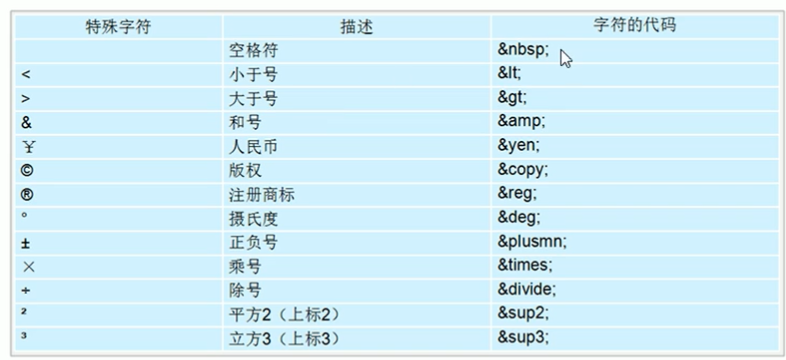 特殊字符 描述 字符的代码
空格符 &nbsp;
< 小于号 &lt;
> 大于号 &gt;
& 和号 &amp;
¥ 人民币 &yen;
© 版权 &copy;
® 注册商标 &reg;
° 摄氏度 &deg;
± 正负号 &plusmn;
× 乘号 &times;
÷ 除号 &divide;
² 平方2（上标2） &sup2;
³ 立方3（上标3） &sup3;